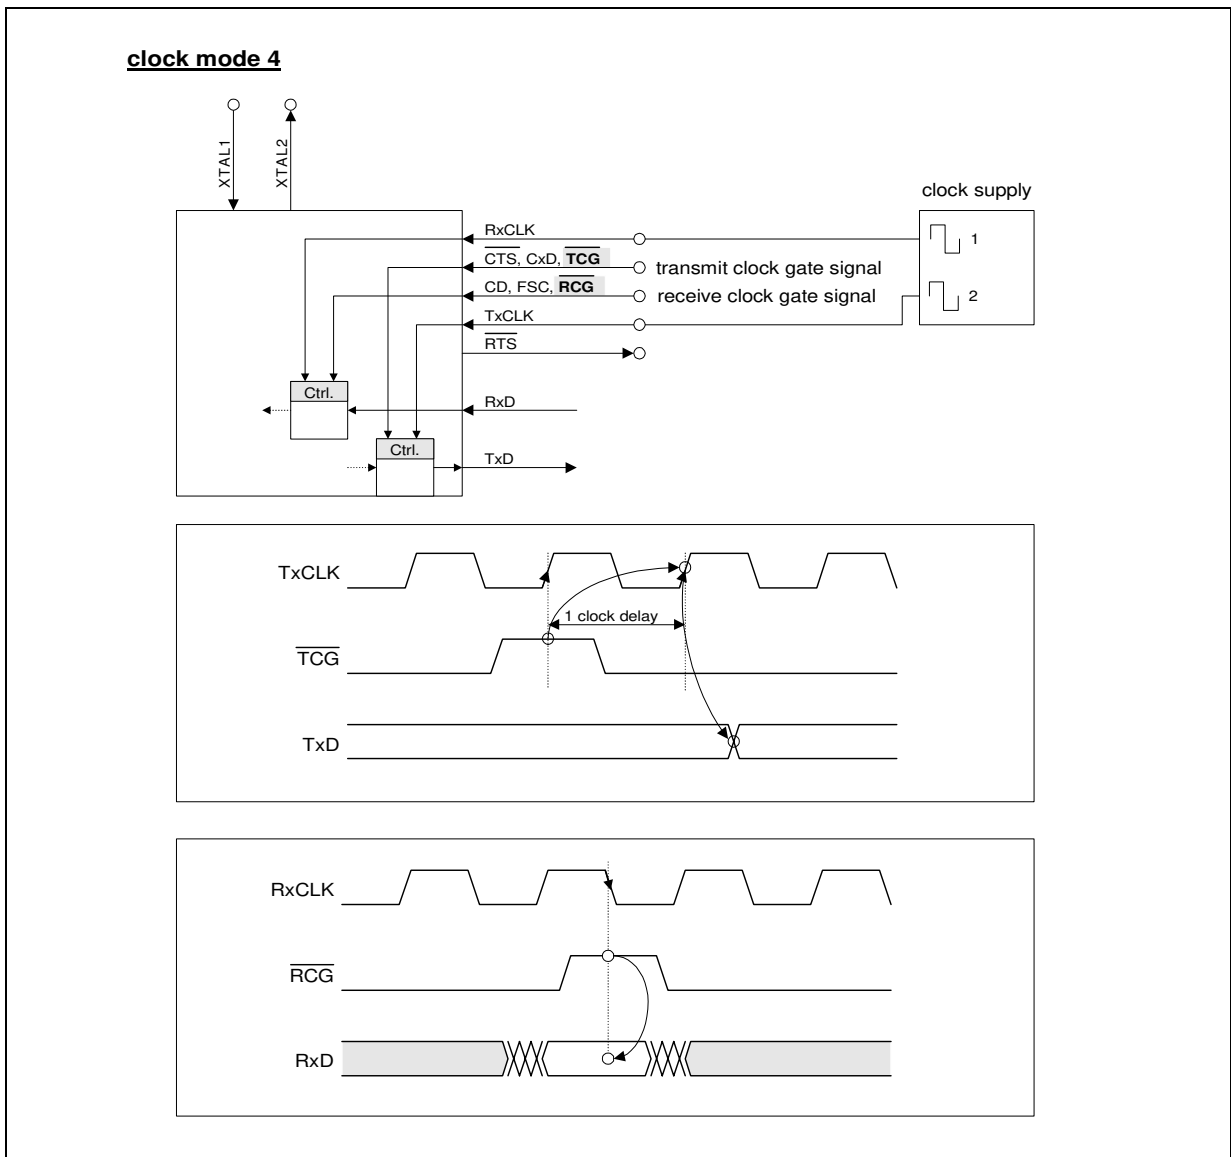 clock mode 4
XTAL1
XTAL2
clock supply
RxCLK
1
CTS, CxD, TCG
transmit clock gate signal
CD, FSC, RCG
receive clock gate signal
2
TxCLK
RTS
Ctrl.
RxD
Ctrl.
TxD
TxCLK
1 clock delay
TCG
TxD
RxCLK
RCG
RxD